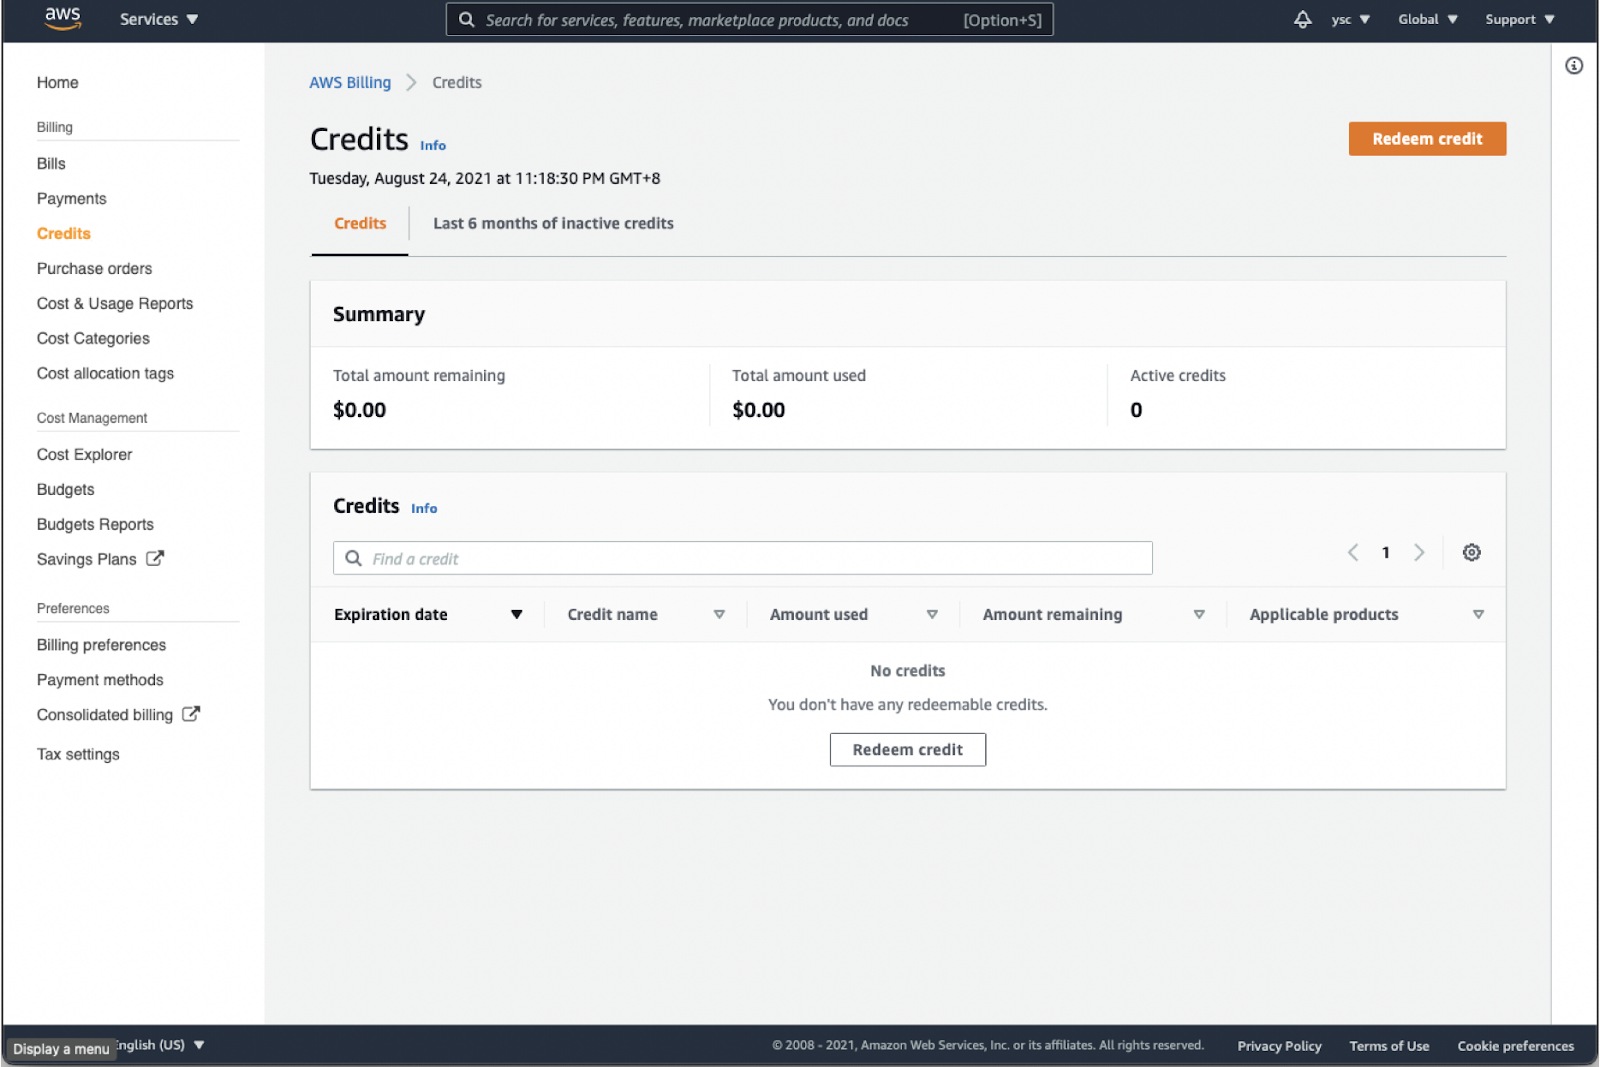 aws Services ▼ Search for services, features, marketplace products, and docs [Option+S] ysc ▼ Global ▼ Support ▼
Home
Billing
Bills
Payments
Credits
Purchase orders
Cost & Usage Reports
Cost Categories
Cost allocation tags
Cost Management
Cost Explorer
Budgets
Budgets Reports
Savings Plans
Preferences
Billing preferences
Payment methods
Consolidated billing
Tax settings
AWS Billing > Credits
Credits Info
Redeem credit
Tuesday, August 24, 2021 at 11:18:30 PM GMT+8
Credits Last 6 months of inactive credits
Summary
Total amount remaining Total amount used Active credits
$0.00 $0.00 0
Credits Info
Find a credit < 1 >
Expiration date Credit name Amount used Amount remaining Applicable products
No credits
You don't have any redeemable credits.
Redeem credit
Display a menu English (US) ▼ © 2008 - 2021, Amazon Web Services, Inc. or its affiliates. All rights reserved. Privacy Policy Terms of Use Cookie preferences